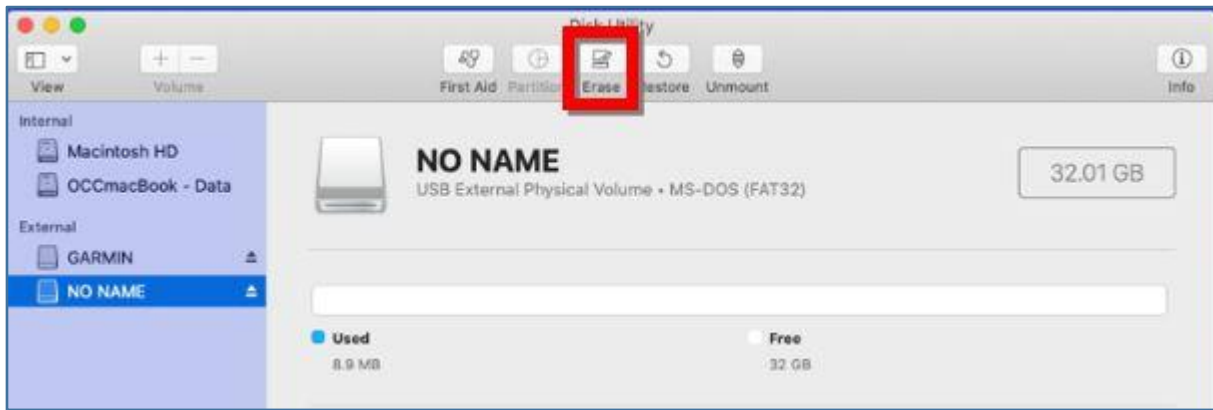 Disk Utility
View
Volume
First Aid
Partition
Erase
Restore
Unmount
Info
Internal
Macintosh HD
OCCmacBook - Data
External
GARMIN
NO NAME
NO NAME
USB External Physical Volume • MS-DOS (FAT32)
32.01 GB
Used
8.9 MB
Free
32 GB